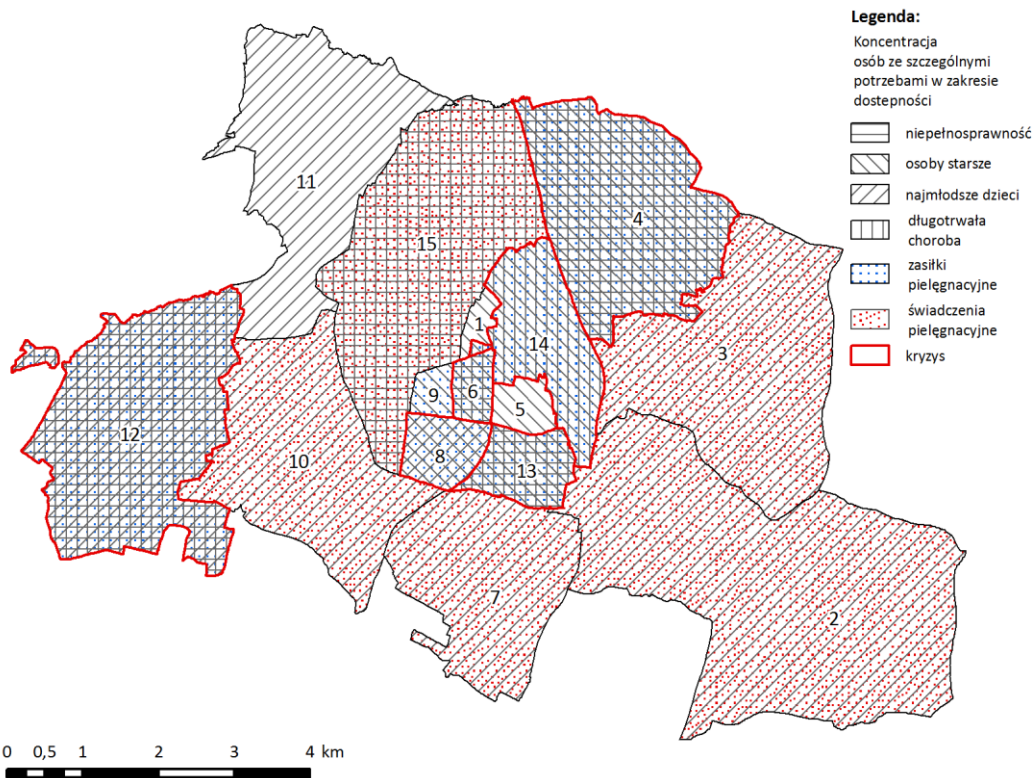 Legenda:
Koncentracja
osób ze szczególnymi
potrzebami w zakresie
dostępności
niepełnosprawność
osoby starsze
najmłodsze dzieci
długotrwała
choroba
zasiłki
pielęgnacyjne
świadczenia
pielęgnacyjne
kryzys
11
15
4
1
14
3
9
6
5
12
10
8
13
7
2
0 0,5 1 2 3 4 km